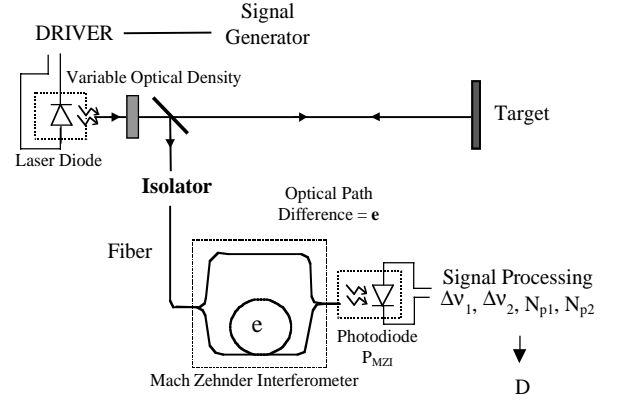 Signal
Generator
DRIVER
Variable Optical Density
Target
Laser Diode
Isolator
Optical Path
Difference = e
Fiber
e
Signal Processing
Δν1, Δν2, Np1, Np2
Photodiode
PMZI
Mach Zehnder Interferometer
D